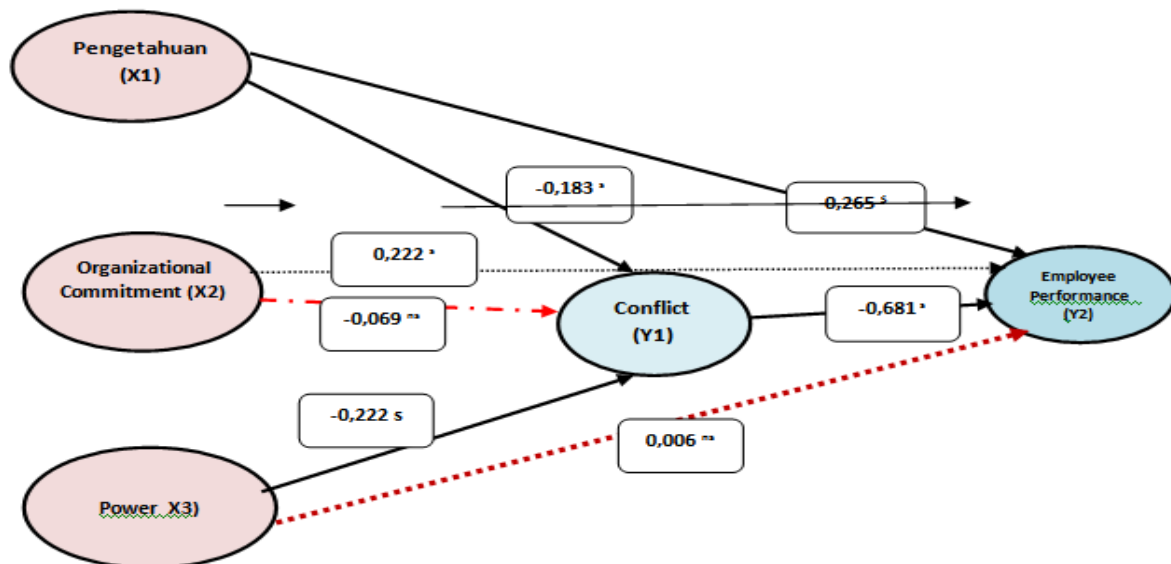 Pengetahuan
(X1)
-0,183 s
0,265 S
0,222 s
Organizational
Commitment (X2)
-0,069 ns
Conflict
(Y1)
-0,681 s
Employee
Performance
(Y2)
-0,222 s
0,006 ns
Power X3)